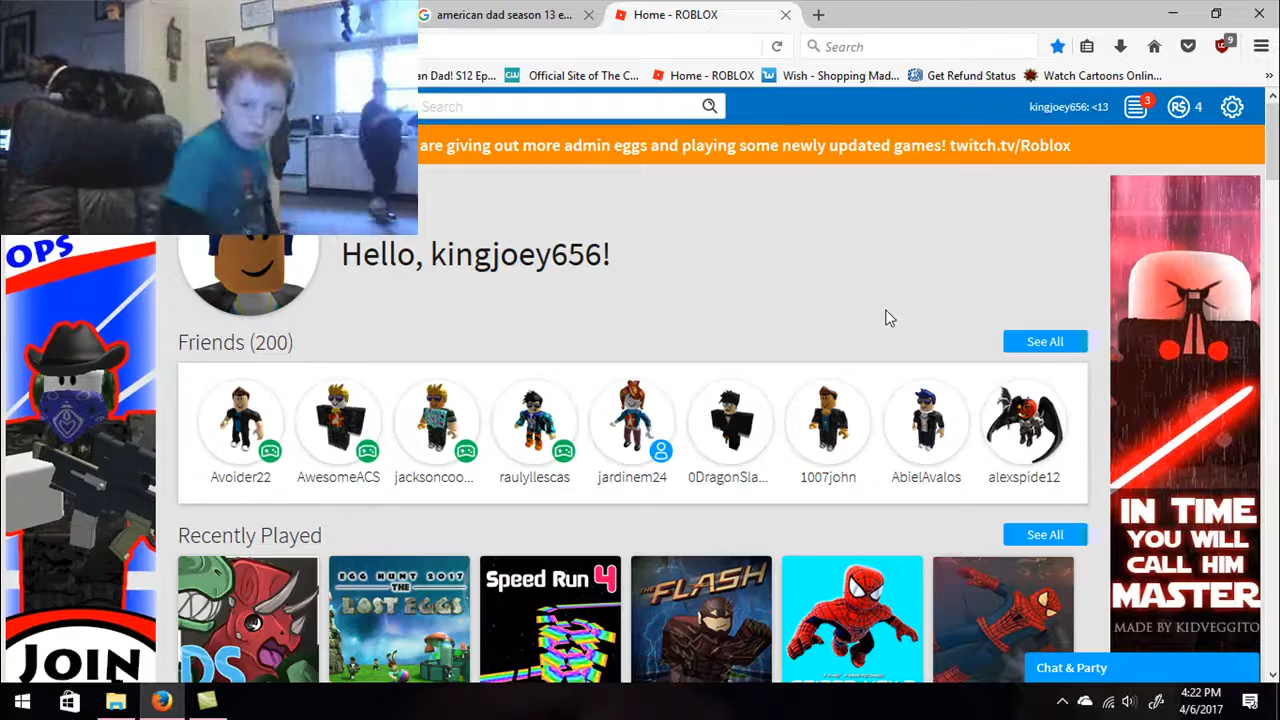 american dad season 13 e...
Home - ROBLOX
Search
9
an Dad! S12 Ep...
Official Site of The C...
Home - ROBLOX
Wish - Shopping Mad...
Get Refund Status
Watch Cartoons Onlin...
Search
kingjoey656: <13
3
R$ 4
are giving out more admin eggs and playing some newly updated games! twitch.tv/Roblox
OPS
Hello, kingjoey656!
Friends (200)
See All
Avoider22
AwesomeACS
jacksoncoo...
raulyllescas
jardinem24
0DragonSla...
1007john
AbielAvalos
alexspide12
Recently Played
See All
EGG HUNT 2017
THE
LOST EGGS
Speed Run 4
THE FLASH
JOIN
IN TIME
YOU WILL
CALL HIM
MASTER
MADE BY KIDVEGGITO
Chat & Party
4:22 PM
4/6/2017